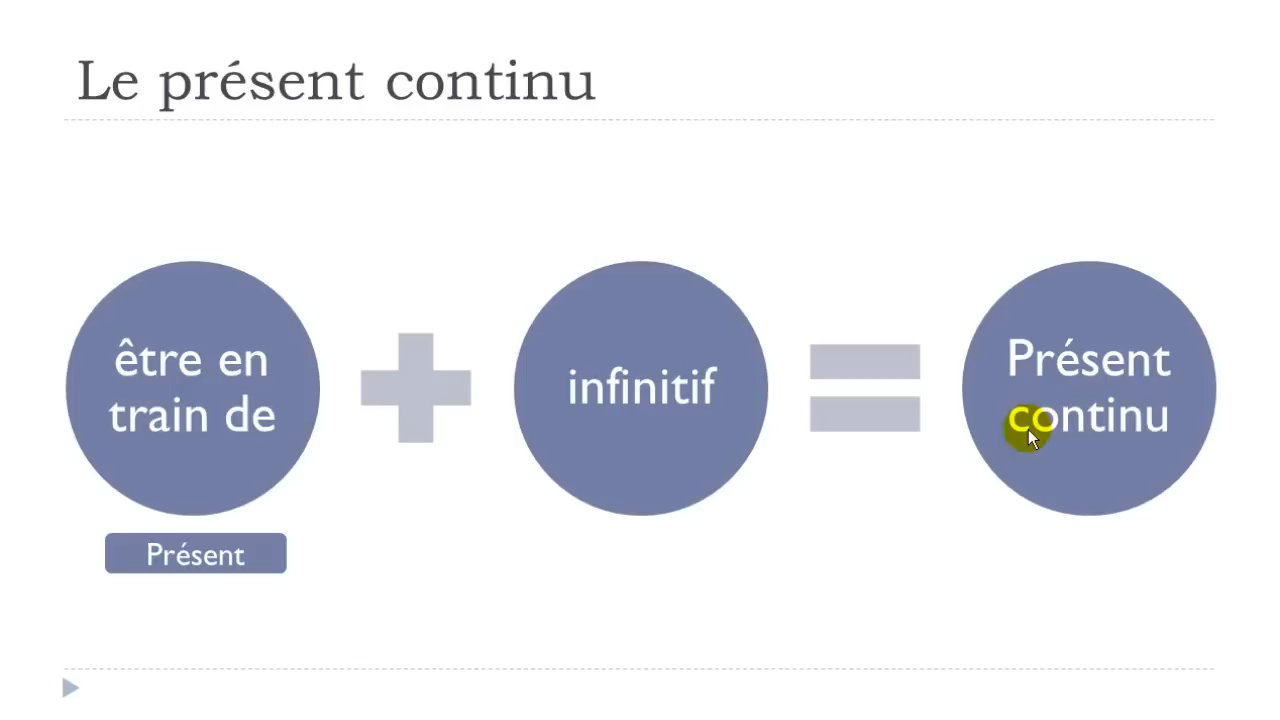 Le présent continu
être en
train de
infinitif
Présent
continu
Présent